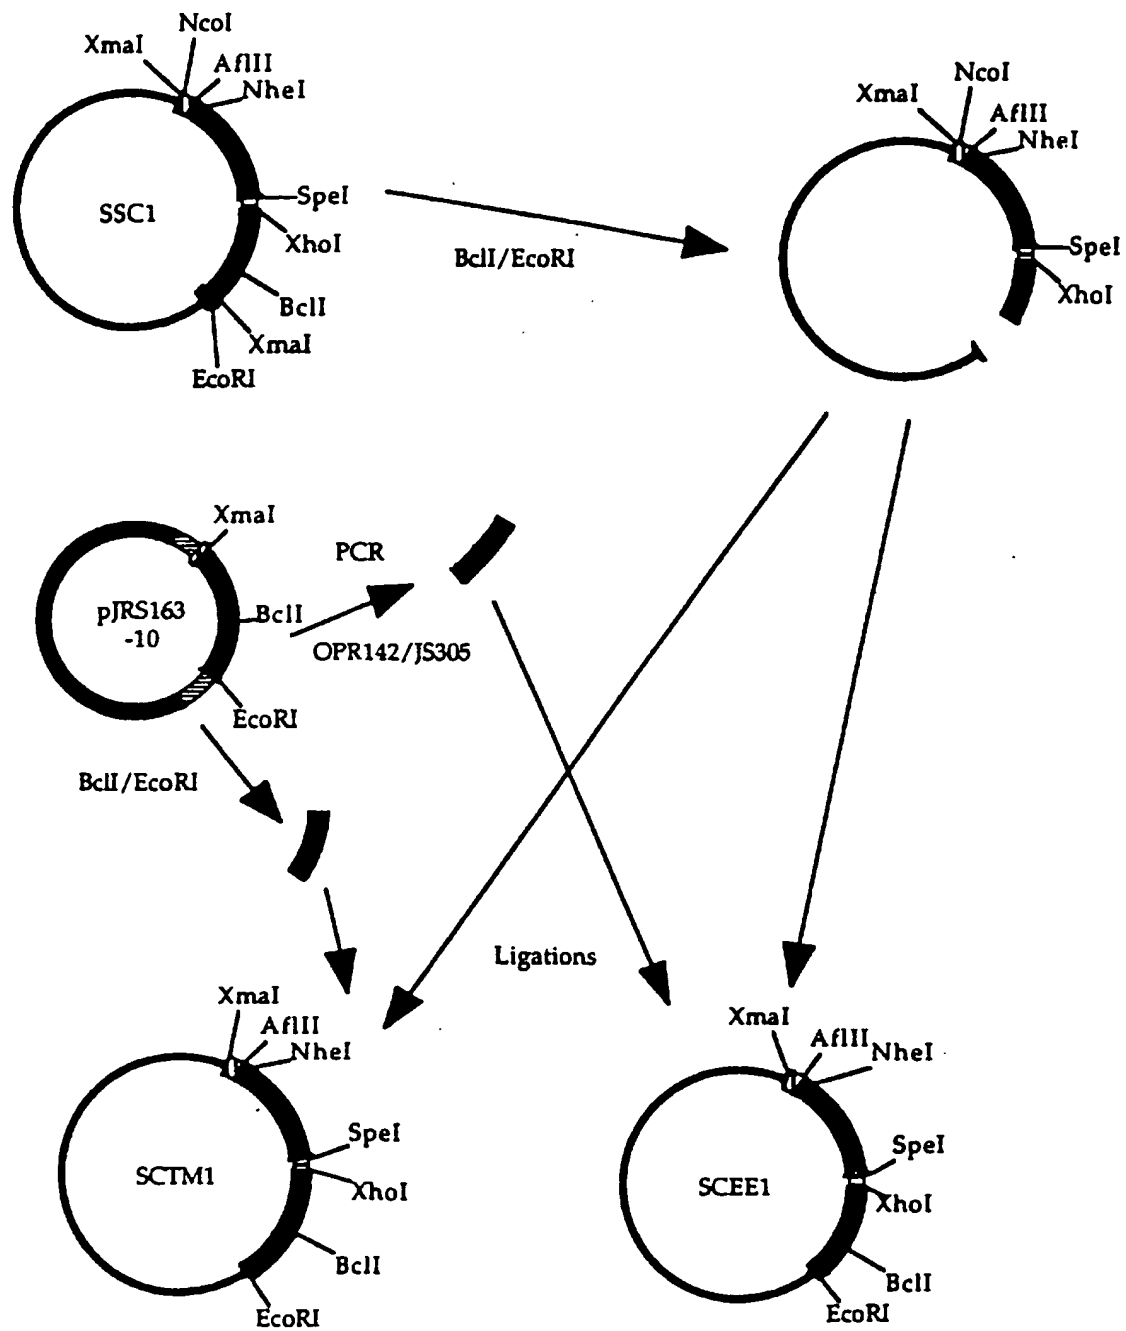 NcoI
XmaI
AflII
NheI
SSC1
SpeI
XhoI
BclI
XmaI
EcoRI
BclI/EcoRI
NcoI
XmaI
AflII
NheI
SpeI
XhoI
XmaI
pJRS163
-10
BclI
EcoRI
PCR
OPR142/JS305
BclI/EcoRI
Ligations
XmaI
AflII
NheI
SCTM1
SpeI
XhoI
BclI
EcoRI
XmaI
AflII
NheI
SCEE1
SpeI
XhoI
BclI
EcoRI